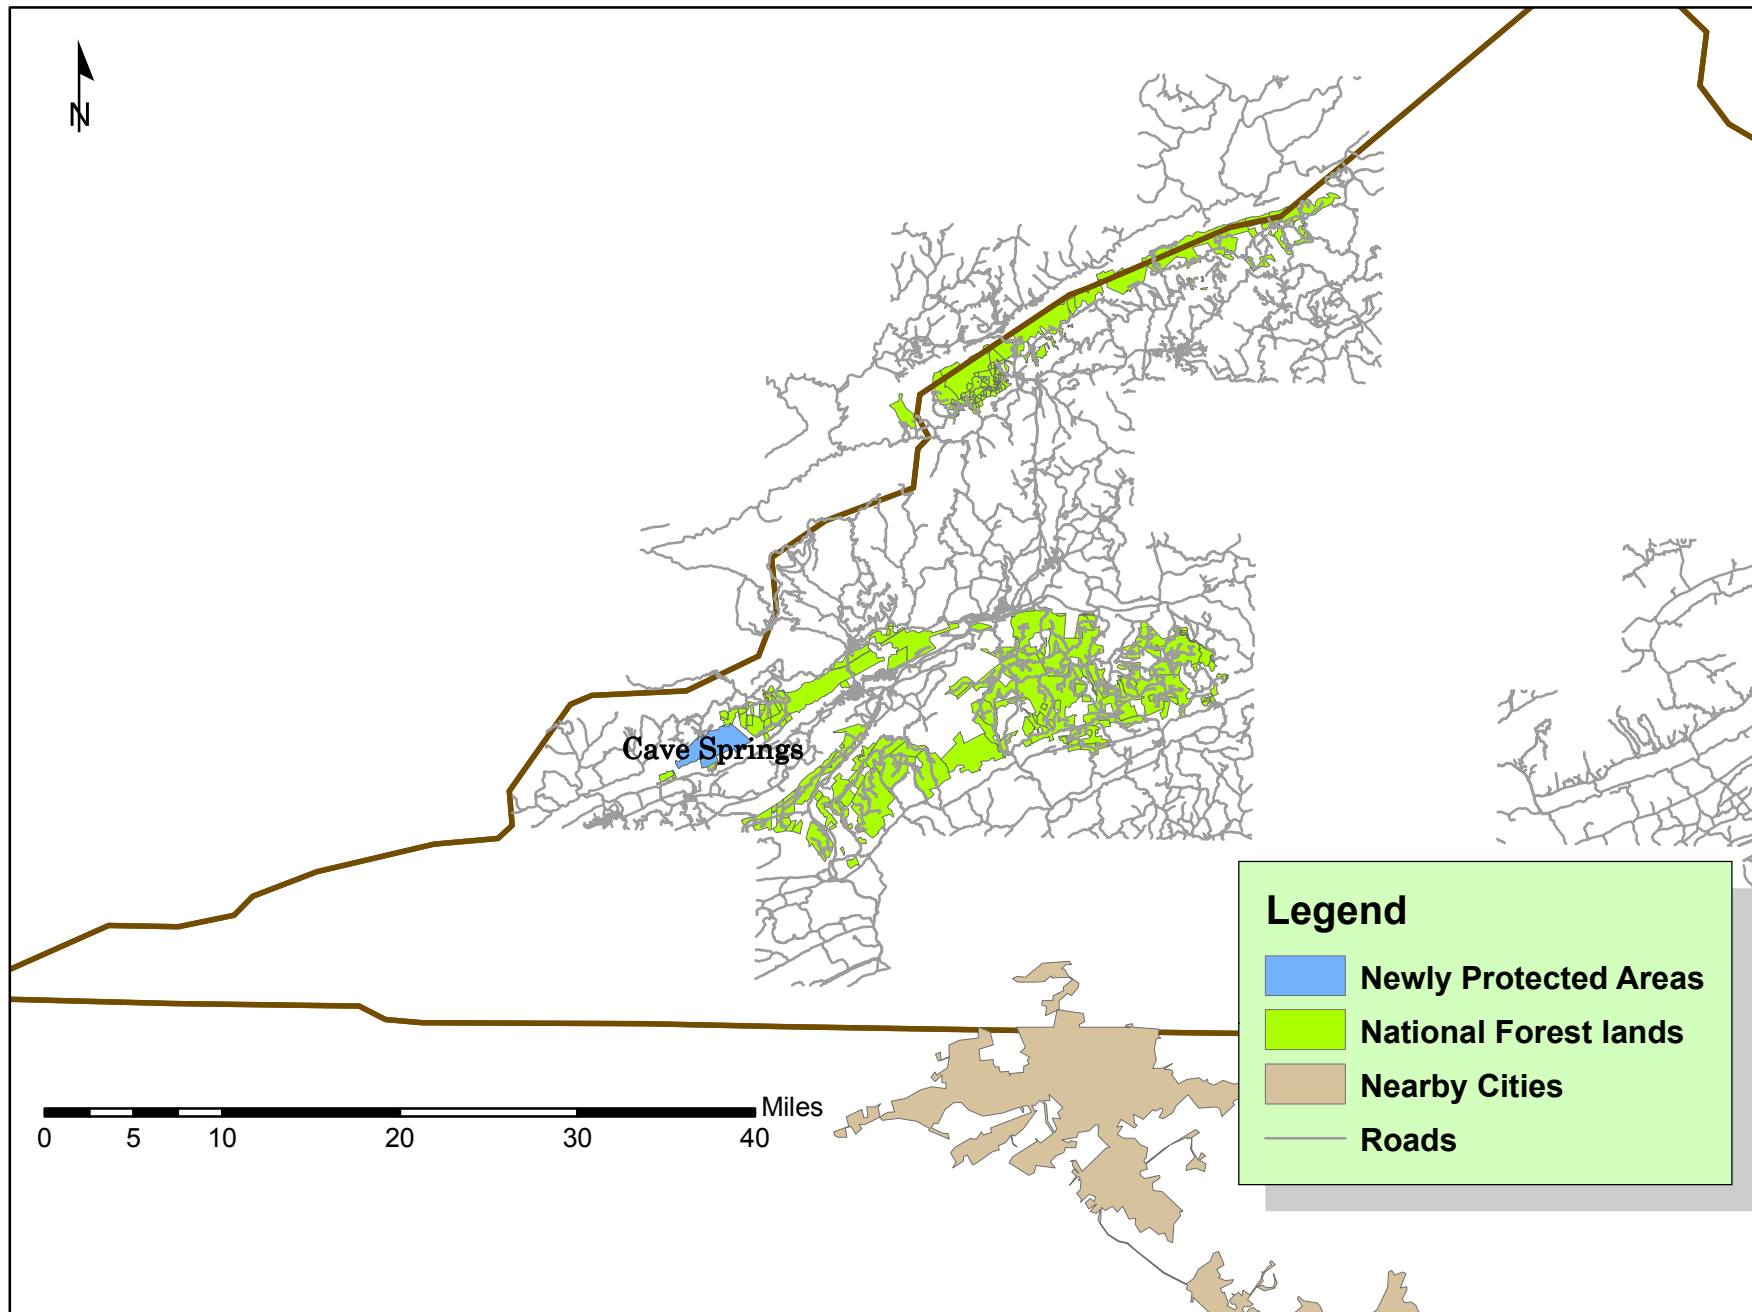 N
Cave Springs
Legend
Newly Protected Areas
National Forest lands
Nearby Cities
Roads
Miles
0 5 10 20 30 40